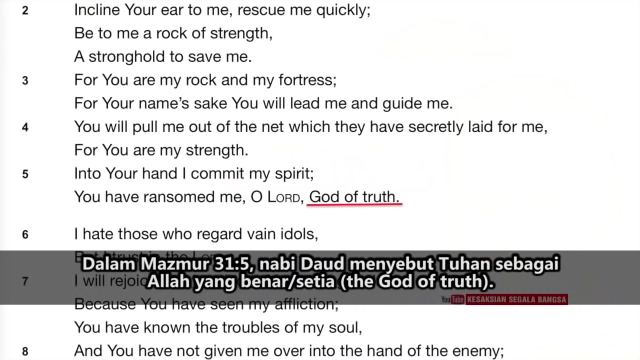 2 Incline Your ear to me, rescue me quickly;
Be to me a rock of strength,
A stronghold to save me.
3 For You are my rock and my fortress;
For Your name's sake You will lead me and guide me.
4 You will pull me out of the net which they have secretly laid for me,
For You are my strength.
5 Into Your hand I commit my spirit;
You have ransomed me, O LORD, God of truth.
6 I hate those who regard vain idols,
Dalam Mazmur 31:5, nabi Daud menyebut Tuhan sebagai
Allah yang benar/setia (the God of truth).
7 I will
YouTube KESAKSIAN SEGALA BANGSA
Because You have seen my affliction;
You have known the troubles of my soul,
8 And You have not given me over into the hand of the enemy;